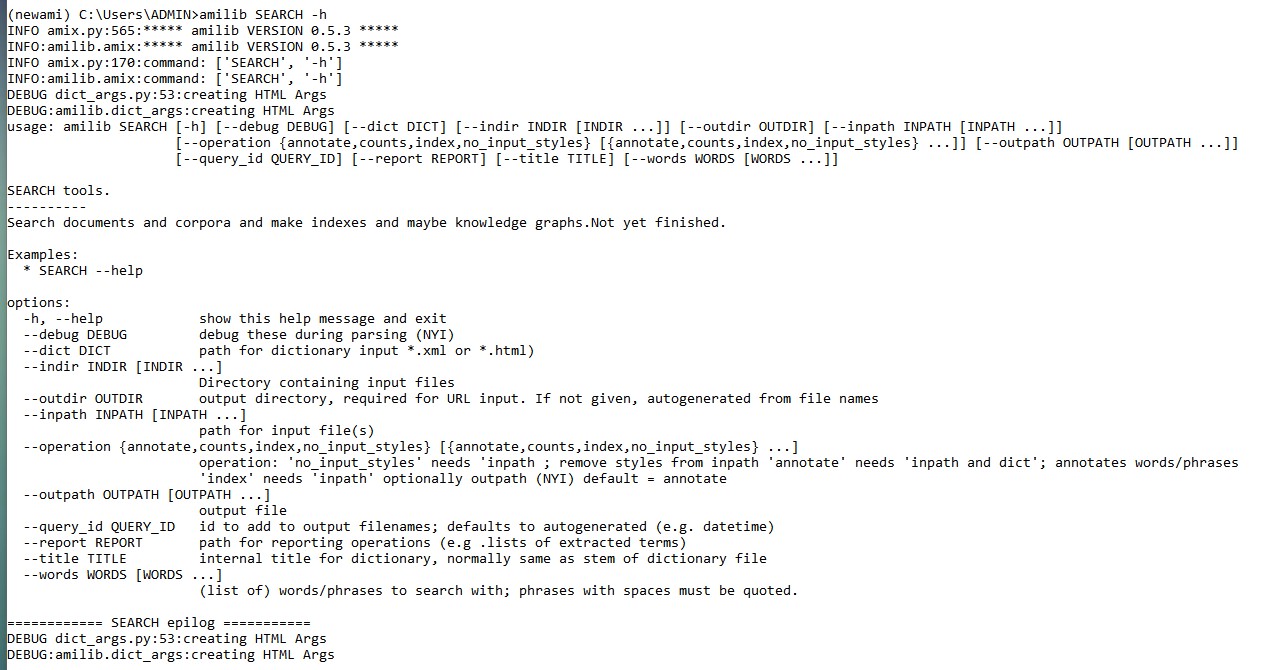 (newami) C:\Users\ADMIN>amilib SEARCH -h
INFO amix.py:565:***** amilib VERSION 0.5.3 *****
INFO:amilib.amix:***** amilib VERSION 0.5.3 *****
INFO amix.py:170:command: ['SEARCH', '-h']
INFO:amilib.amix:command: ['SEARCH', '-h']
DEBUG dict_args.py:53:creating HTML Args
DEBUG:amilib.dict_args:creating HTML Args
usage: amilib SEARCH [-h] [--debug DEBUG] [--dict DICT] [--indir INDIR [INDIR ...]] [--outdir OUTDIR] [--inpath INPATH [INPATH ...]]
[--operation {annotate,counts,index,no_input_styles} [{annotate,counts,index,no_input_styles} ...]] [--outpath OUTPATH [OUTPATH ...]]
[--query_id QUERY_ID] [--report REPORT] [--title TITLE] [--words WORDS [WORDS ...]]
SEARCH tools.
----------
Search documents and corpora and make indexes and maybe knowledge graphs.Not yet finished.
Examples:
* SEARCH --help
options:
-h, --help show this help message and exit
--debug DEBUG debug these during parsing (NYI)
--dict DICT path for dictionary input *.xml or *.html)
--indir INDIR [INDIR ...]
Directory containing input files
--outdir OUTDIR output directory, required for URL input. If not given, autogenerated from file names
--inpath INPATH [INPATH ...]
path for input file(s)
--operation {annotate,counts,index,no_input_styles} [{annotate,counts,index,no_input_styles} ...]
operation: 'no_input_styles' needs 'inpath ; remove styles from inpath 'annotate' needs 'inpath and dict'; annotates words/phrases
'index' needs 'inpath' optionally outpath (NYI) default = annotate
--outpath OUTPATH [OUTPATH ...]
output file
--query_id QUERY_ID id to add to output filenames; defaults to autogenerated (e.g. datetime)
--report REPORT path for reporting operations (e.g .lists of extracted terms)
--title TITLE internal title for dictionary, normally same as stem of dictionary file
--words WORDS [WORDS ...]
(list of) words/phrases to search with; phrases with spaces must be quoted.
============ SEARCH epilog ===========
DEBUG dict_args.py:53:creating HTML Args
DEBUG:amilib.dict_args:creating HTML Args